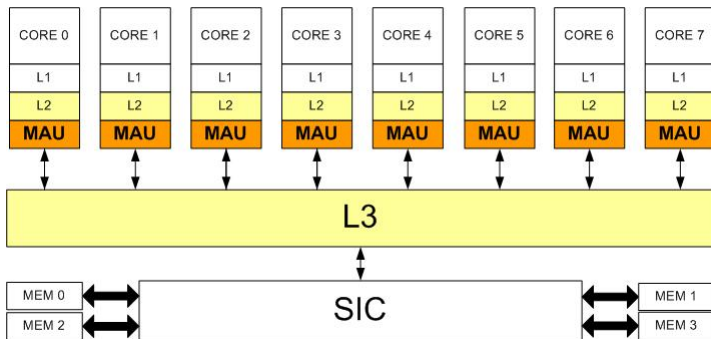 CORE 0 CORE 1 CORE 2 CORE 3 CORE 4 CORE 5 CORE 6 CORE 7
L1 L1 L1 L1 L1 L1 L1 L1
L2 L2 L2 L2 L2 L2 L2 L2
MAU MAU MAU MAU MAU MAU MAU MAU
L3
MEM 0 SIC MEM 1
MEM 2 MEM 3